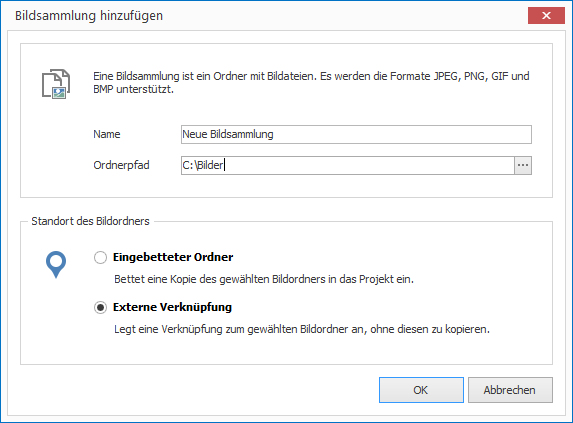 Bildsammlung hinzufügen
Eine Bildsammlung ist ein Ordner mit Bildateien. Es werden die Formate JPEG, PNG, GIF und
BMP unterstützt.
Name
Neue Bildsammlung
Ordnerpfad
C:\Bilder
...
Standort des Bildordners
Eingebetteter Ordner
Bettet eine Kopie des gewählten Bildordners in das Projekt ein.
Externe Verknüpfung
Legt eine Verknüpfung zum gewählten Bildordner an, ohne diesen zu kopieren.
OK
Abbrechen